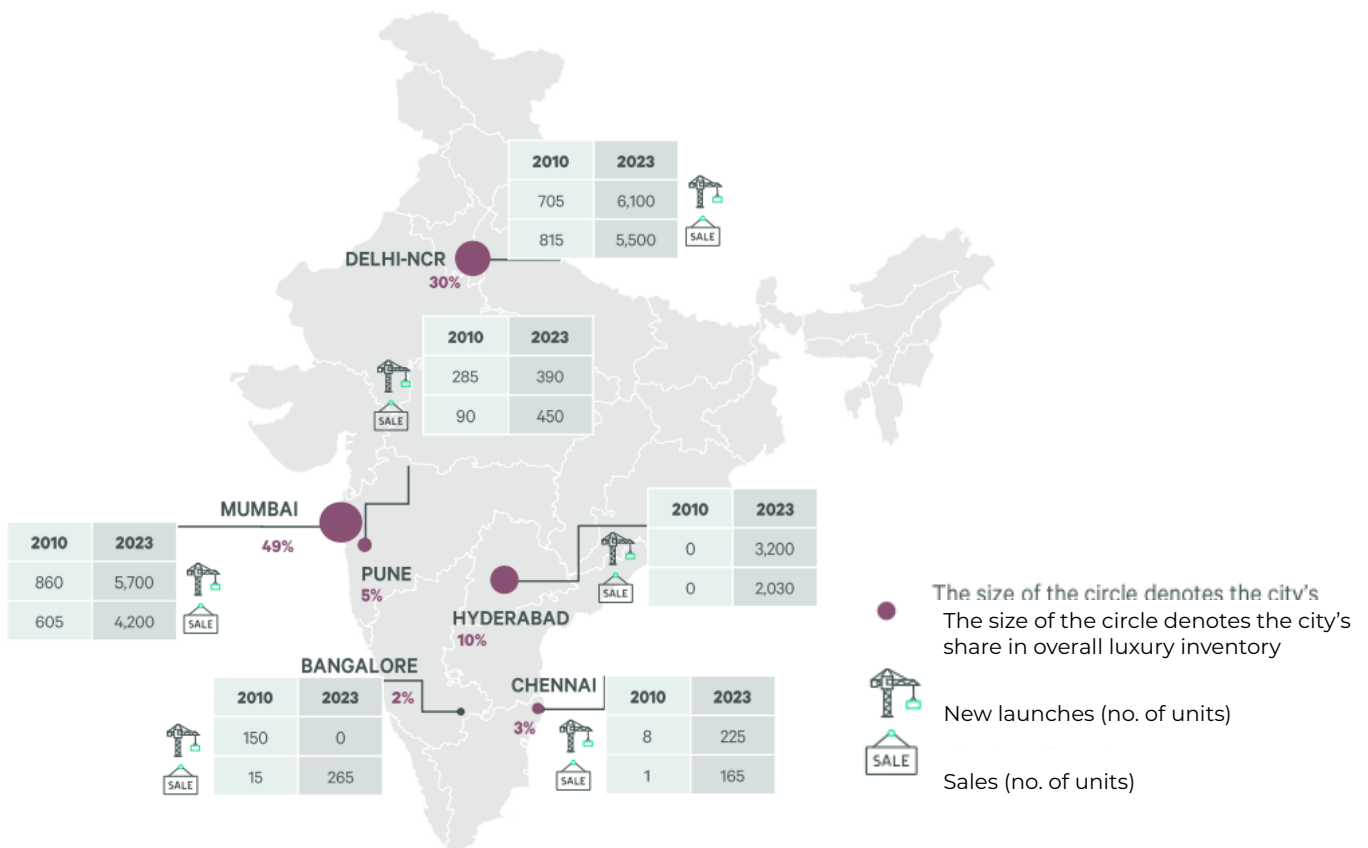 2010 2023
705 6,100
815 5,500
SALE
DELHI-NCR
30%
2010 2023
285 390
90 450
SALE
MUMBAI
49%
2010 2023
860 5,700
605 4,200
SALE
PUNE
5%
2010 2023
0 3,200
0 2,030
SALE
HYDERABAD
10%
BANGALORE
2%
2010 2023
150 0
15 265
SALE
CHENNAI
3%
2010 2023
8 225
1 165
SALE
The size of the circle denotes the city's
The size of the circle denotes the city's
share in overall luxury inventory
New launches (no. of units)
SALE
Sales (no. of units)